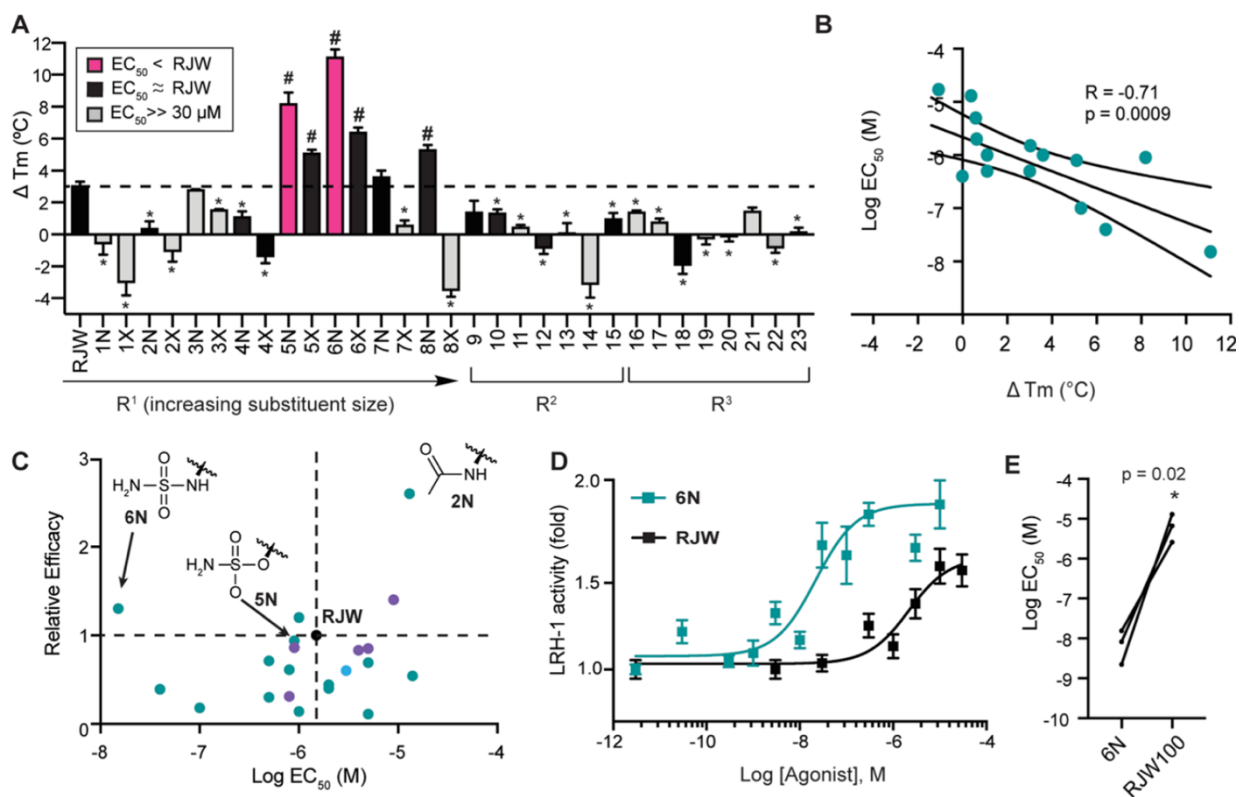 A
Δ Tm (ºC)
12
10
8
6
4
2
0
-2
-4
EC50 < RJW
EC50 ≈ RJW
EC50>> 30 µM
# # # # #
* * * * * * * * * * * * * * * * * * * *
RJW 1N 1X 2N 2X 3N 3X 4N 4X 5N 5X 6N 6X 7N 7X 8N 8X 9 10 11 12 13 14 15 16 17 18 19 20 21 22 23
R1 (increasing substituent size)
R2
R3
B
Log EC50 (M)
-4
-5
-6
-7
-8
R = -0.71
p = 0.0009
-4 -2 0 2 4 6 8 10 12
Δ Tm (°C)
C
Relative Efficacy
3
2
1
0
H2N S NH O O
6N
H2N S O O O
5N
O NH
2N
RJW
-8 -7 -6 -5 -4
Log EC50 (M)
D
LRH-1 activity (fold)
2.0
1.5
1.0
6N
RJW
-12 -10 -8 -6 -4
Log [Agonist], M
E
p = 0.02
*
Log EC50 (M)
-4
-5
-6
-7
-8
-9
-10
6N
RJW100